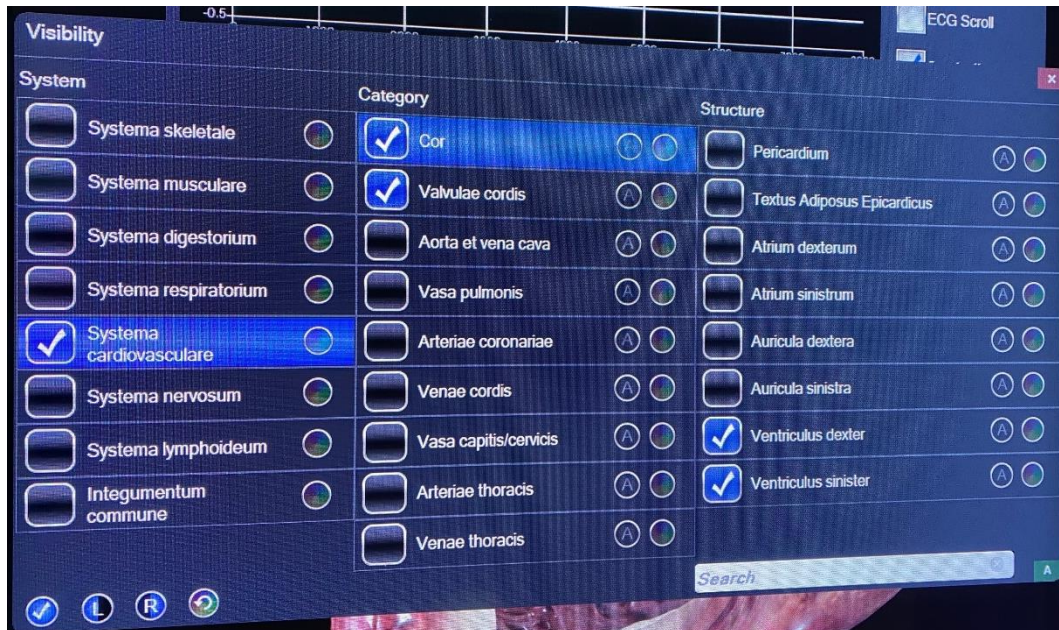 -0.5
ECG Scroll
Visibility
System
Systema skeletale
Systema musculare
Systema digestorium
Systema respiratorium
Systema
cardiovasculare
Systema nervosum
Systema lymphoideum
Integumentum
commune
L
R
Category
Cor
A
Valvulae cordis
A
Aorta et vena cava
A
Vasa pulmonis
A
Arteriae coronariae
A
Venae cordis
A
Vasa capitis/cervicis
A
Arteriae thoracis
A
Venae thoracis
A
Structure
Pericardium
A
Textus Adiposus Epicardicus
A
Atrium dexterum
A
Atrium sinistrum
A
Auricula dextera
A
Auricula sinistra
A
Ventriculus dexter
A
Ventriculus sinister
A
Search
A